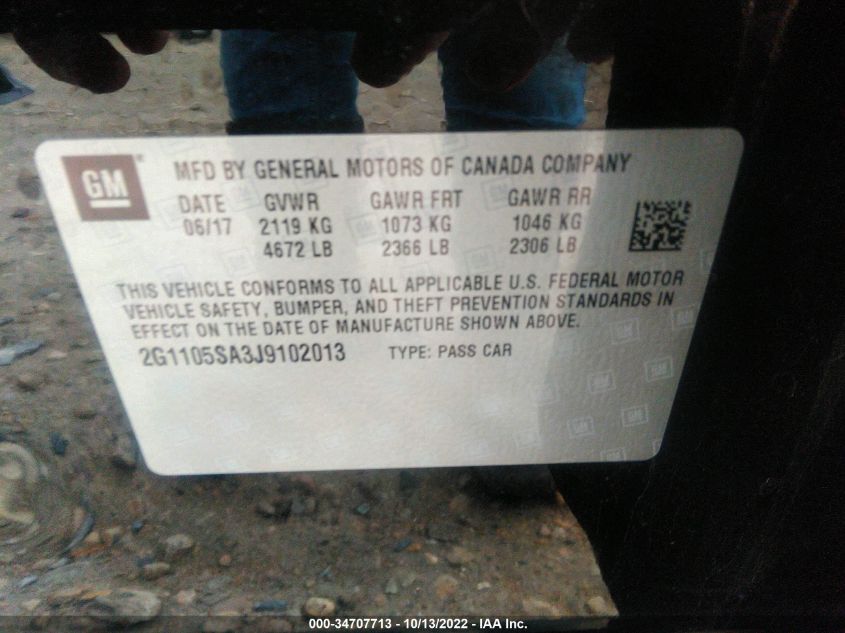 GM
MFD BY GENERAL MOTORS OF CANADA COMPANY
DATE GVWR GAWR FRT GAWR RR
06/17 2119 KG 1073 KG 1046 KG
4672 LB 2366 LB 2306 LB
THIS VEHICLE CONFORMS TO ALL APPLICABLE U.S. FEDERAL MOTOR
VEHICLE SAFETY, BUMPER, AND THEFT PREVENTION STANDARDS IN
EFFECT ON THE DATE OF MANUFACTURE SHOWN ABOVE.
2G1105SA3J9102013 TYPE: PASS CAR
000-34707713 - 10/13/2022 - IAA Inc.